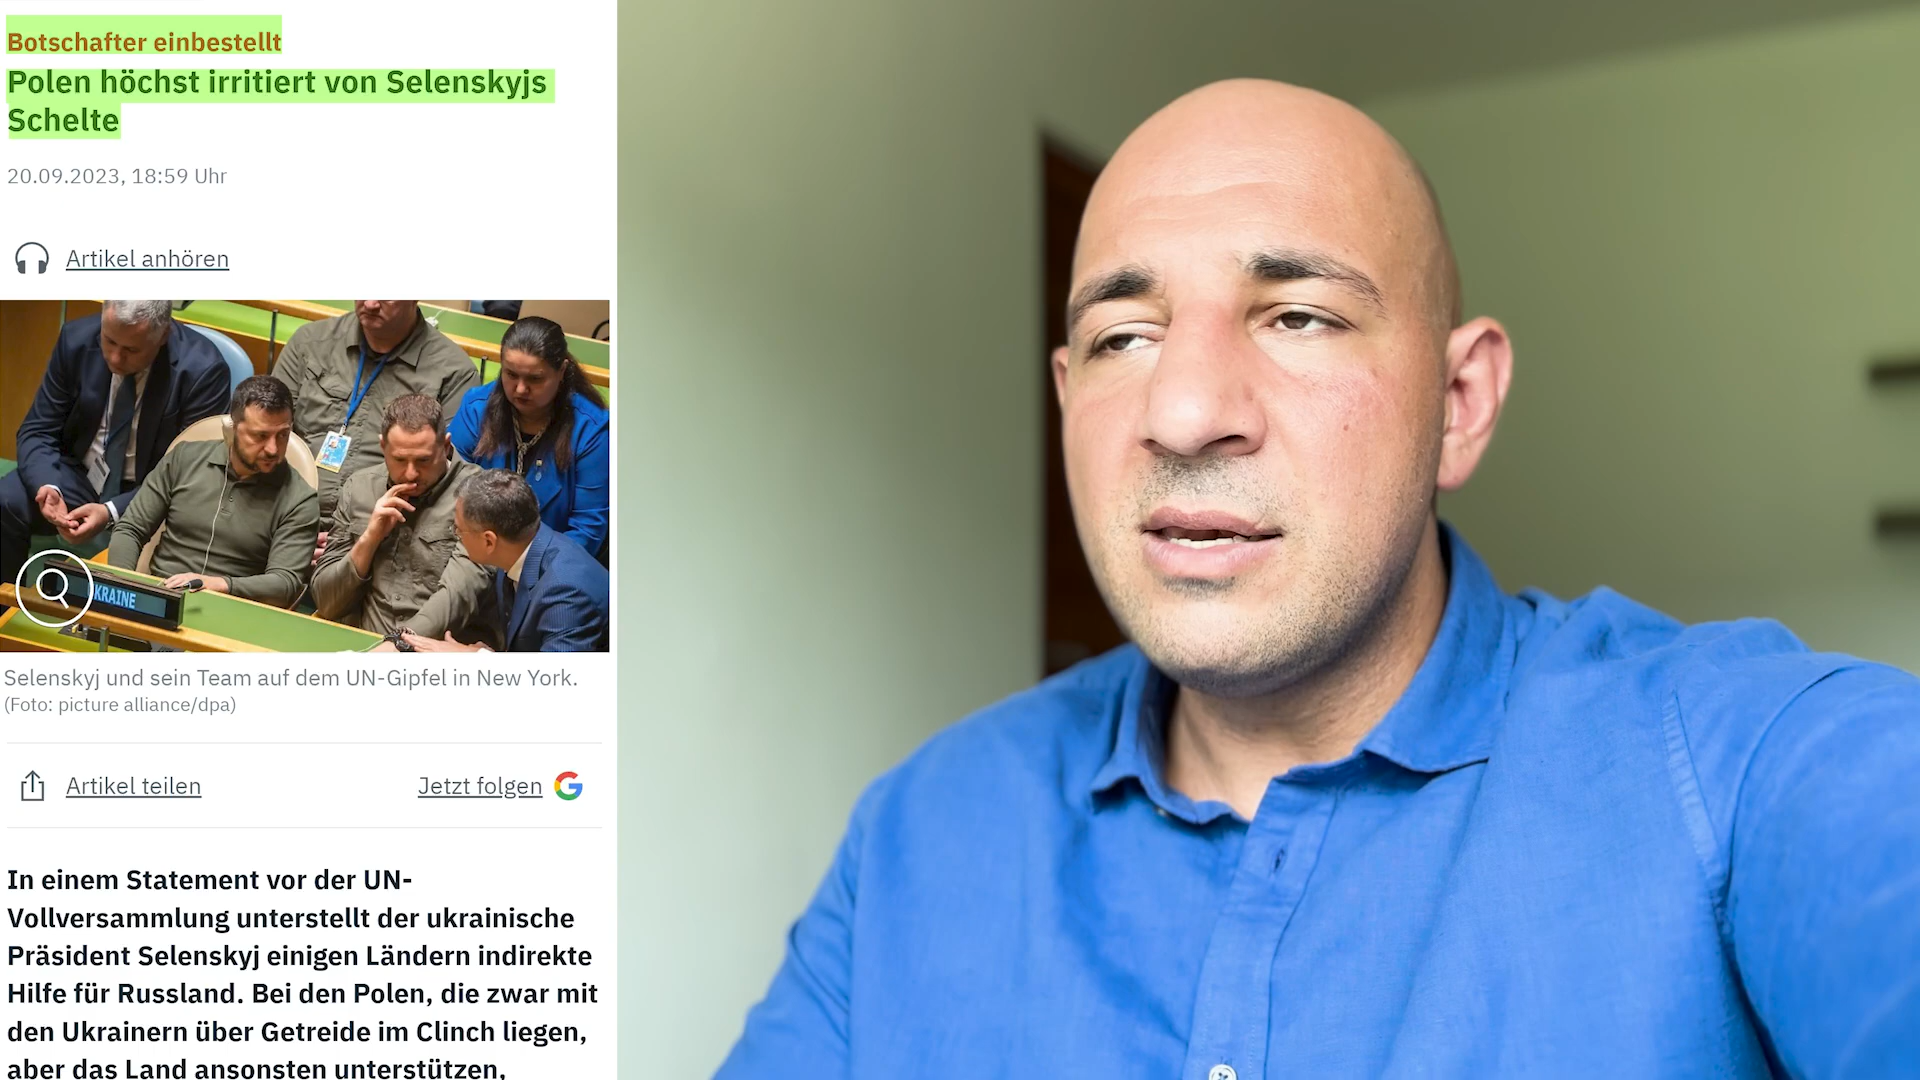 Botschafter einbestellt
Polen höchst irritiert von Selenskyjs
Schelte
20.09.2023, 18:59 Uhr
Artikel anhören
KRAINE
Selenskyj und sein Team auf dem UN-Gipfel in New York.
(Foto: picture alliance/dpa)
Artikel teilen
Jetzt folgen
In einem Statement vor der UN-
Vollversammlung unterstellt der ukrainische
Präsident Selenskyj einigen Ländern indirekte
Hilfe für Russland. Bei den Polen, die zwar mit
den Ukrainern über Getreide im Clinch liegen,
aber das Land ansonsten unterstützen,